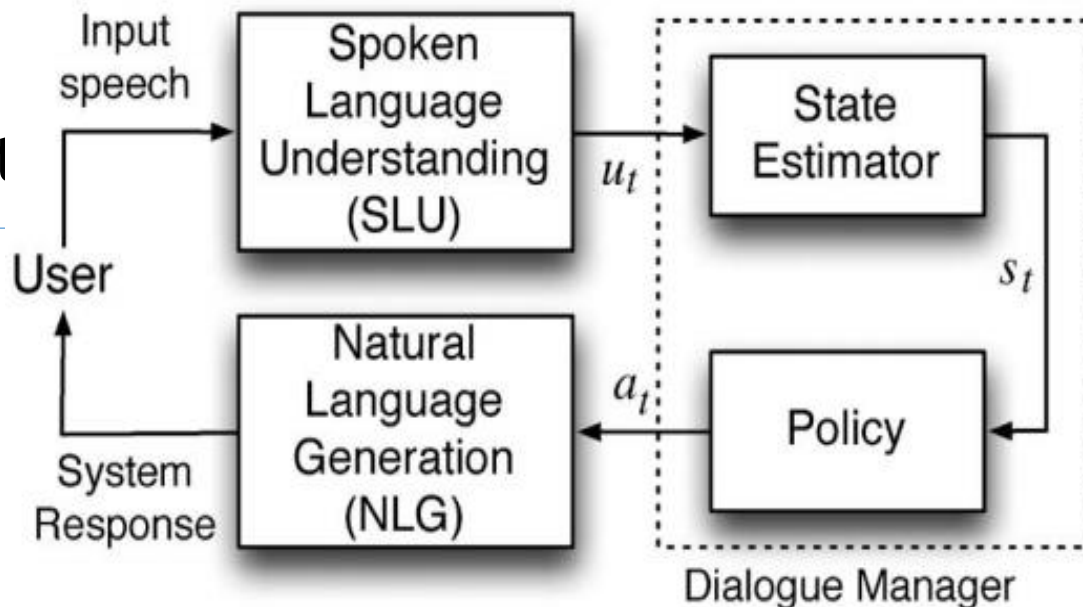 Input
speech
Spoken
Language
Understanding
(SLU)
u_t
State
Estimator
s_t
User
Natural
Language
Generation
(NLG)
a_t
Policy
System
Response
Dialogue Manager